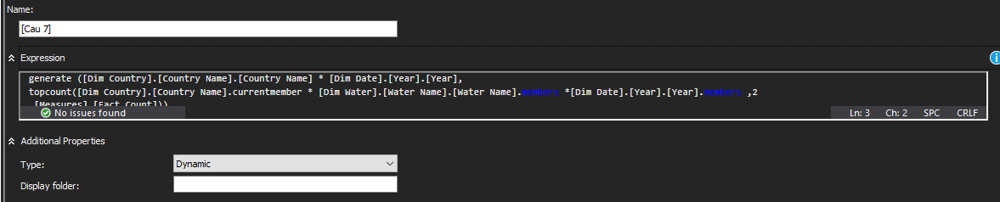 Name:
[Cau 7]
Expression
generate ([Dim Country].[Country Name].[Country Name] * [Dim Date].[Year].[Year],
topcount([Dim Country].[Country Name].currentmember * [Dim Water].[Water Name].[Water Name].members *[Dim Date].[Year].[Year].members ,2
,[Measures].[Fact Count]))
No issues found
Ln: 3 Ch: 2 SPC CRLF
Additional Properties
Type:
Dynamic
Display folder: